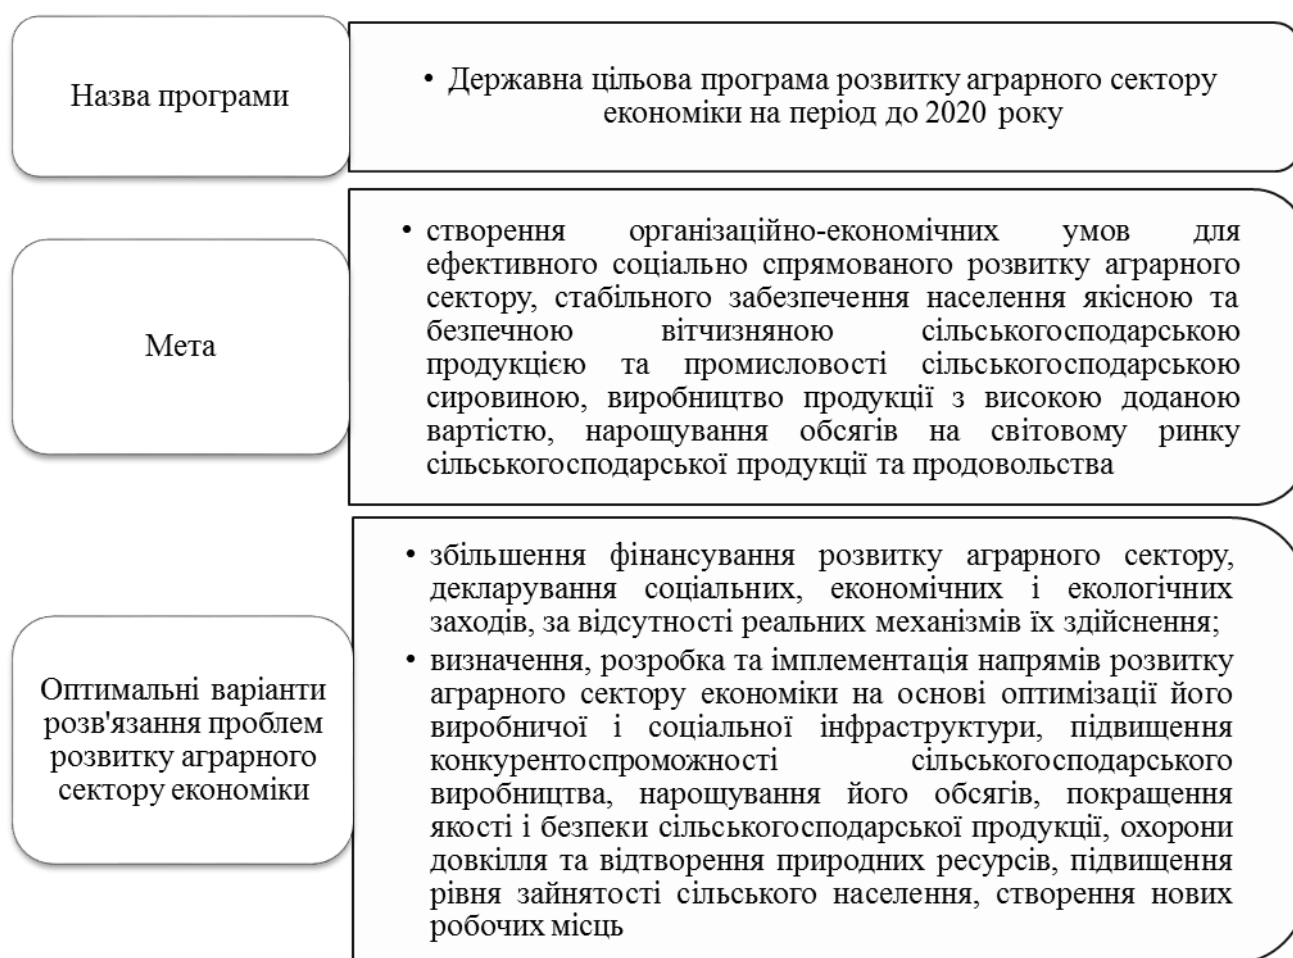 Назва програми
• Державна цільова програма розвитку аграрного сектору
економіки на період до 2020 року
Мета
• створення організаційно-економічних умов для
ефективного соціально спрямованого розвитку аграрного
сектору, стабільного забезпечення населення якісною та
безпечною вітчизняною сільськогосподарською
продукцією та промисловості сільськогосподарською
сировиною, виробництво продукції з високою доданою
вартістю, нарощування обсягів на світовому ринку
сільськогосподарської продукції та продовольства
Оптимальні варіанти
розв'язання проблем
розвитку аграрного
сектору економіки
• збільшення фінансування розвитку аграрного сектору,
декларування соціальних, економічних і екологічних
заходів, за відсутності реальних механізмів їх здійснення;
• визначення, розробка та імплементація напрямів розвитку
аграрного сектору економіки на основі оптимізації його
виробничої і соціальної інфраструктури, підвищення
конкурентоспроможності сільськогосподарського
виробництва, нарощування його обсягів, покращення
якості і безпеки сільськогосподарської продукції, охорони
довкілля та відтворення природних ресурсів, підвищення
рівня зайнятості сільського населення, створення нових
робочих місць